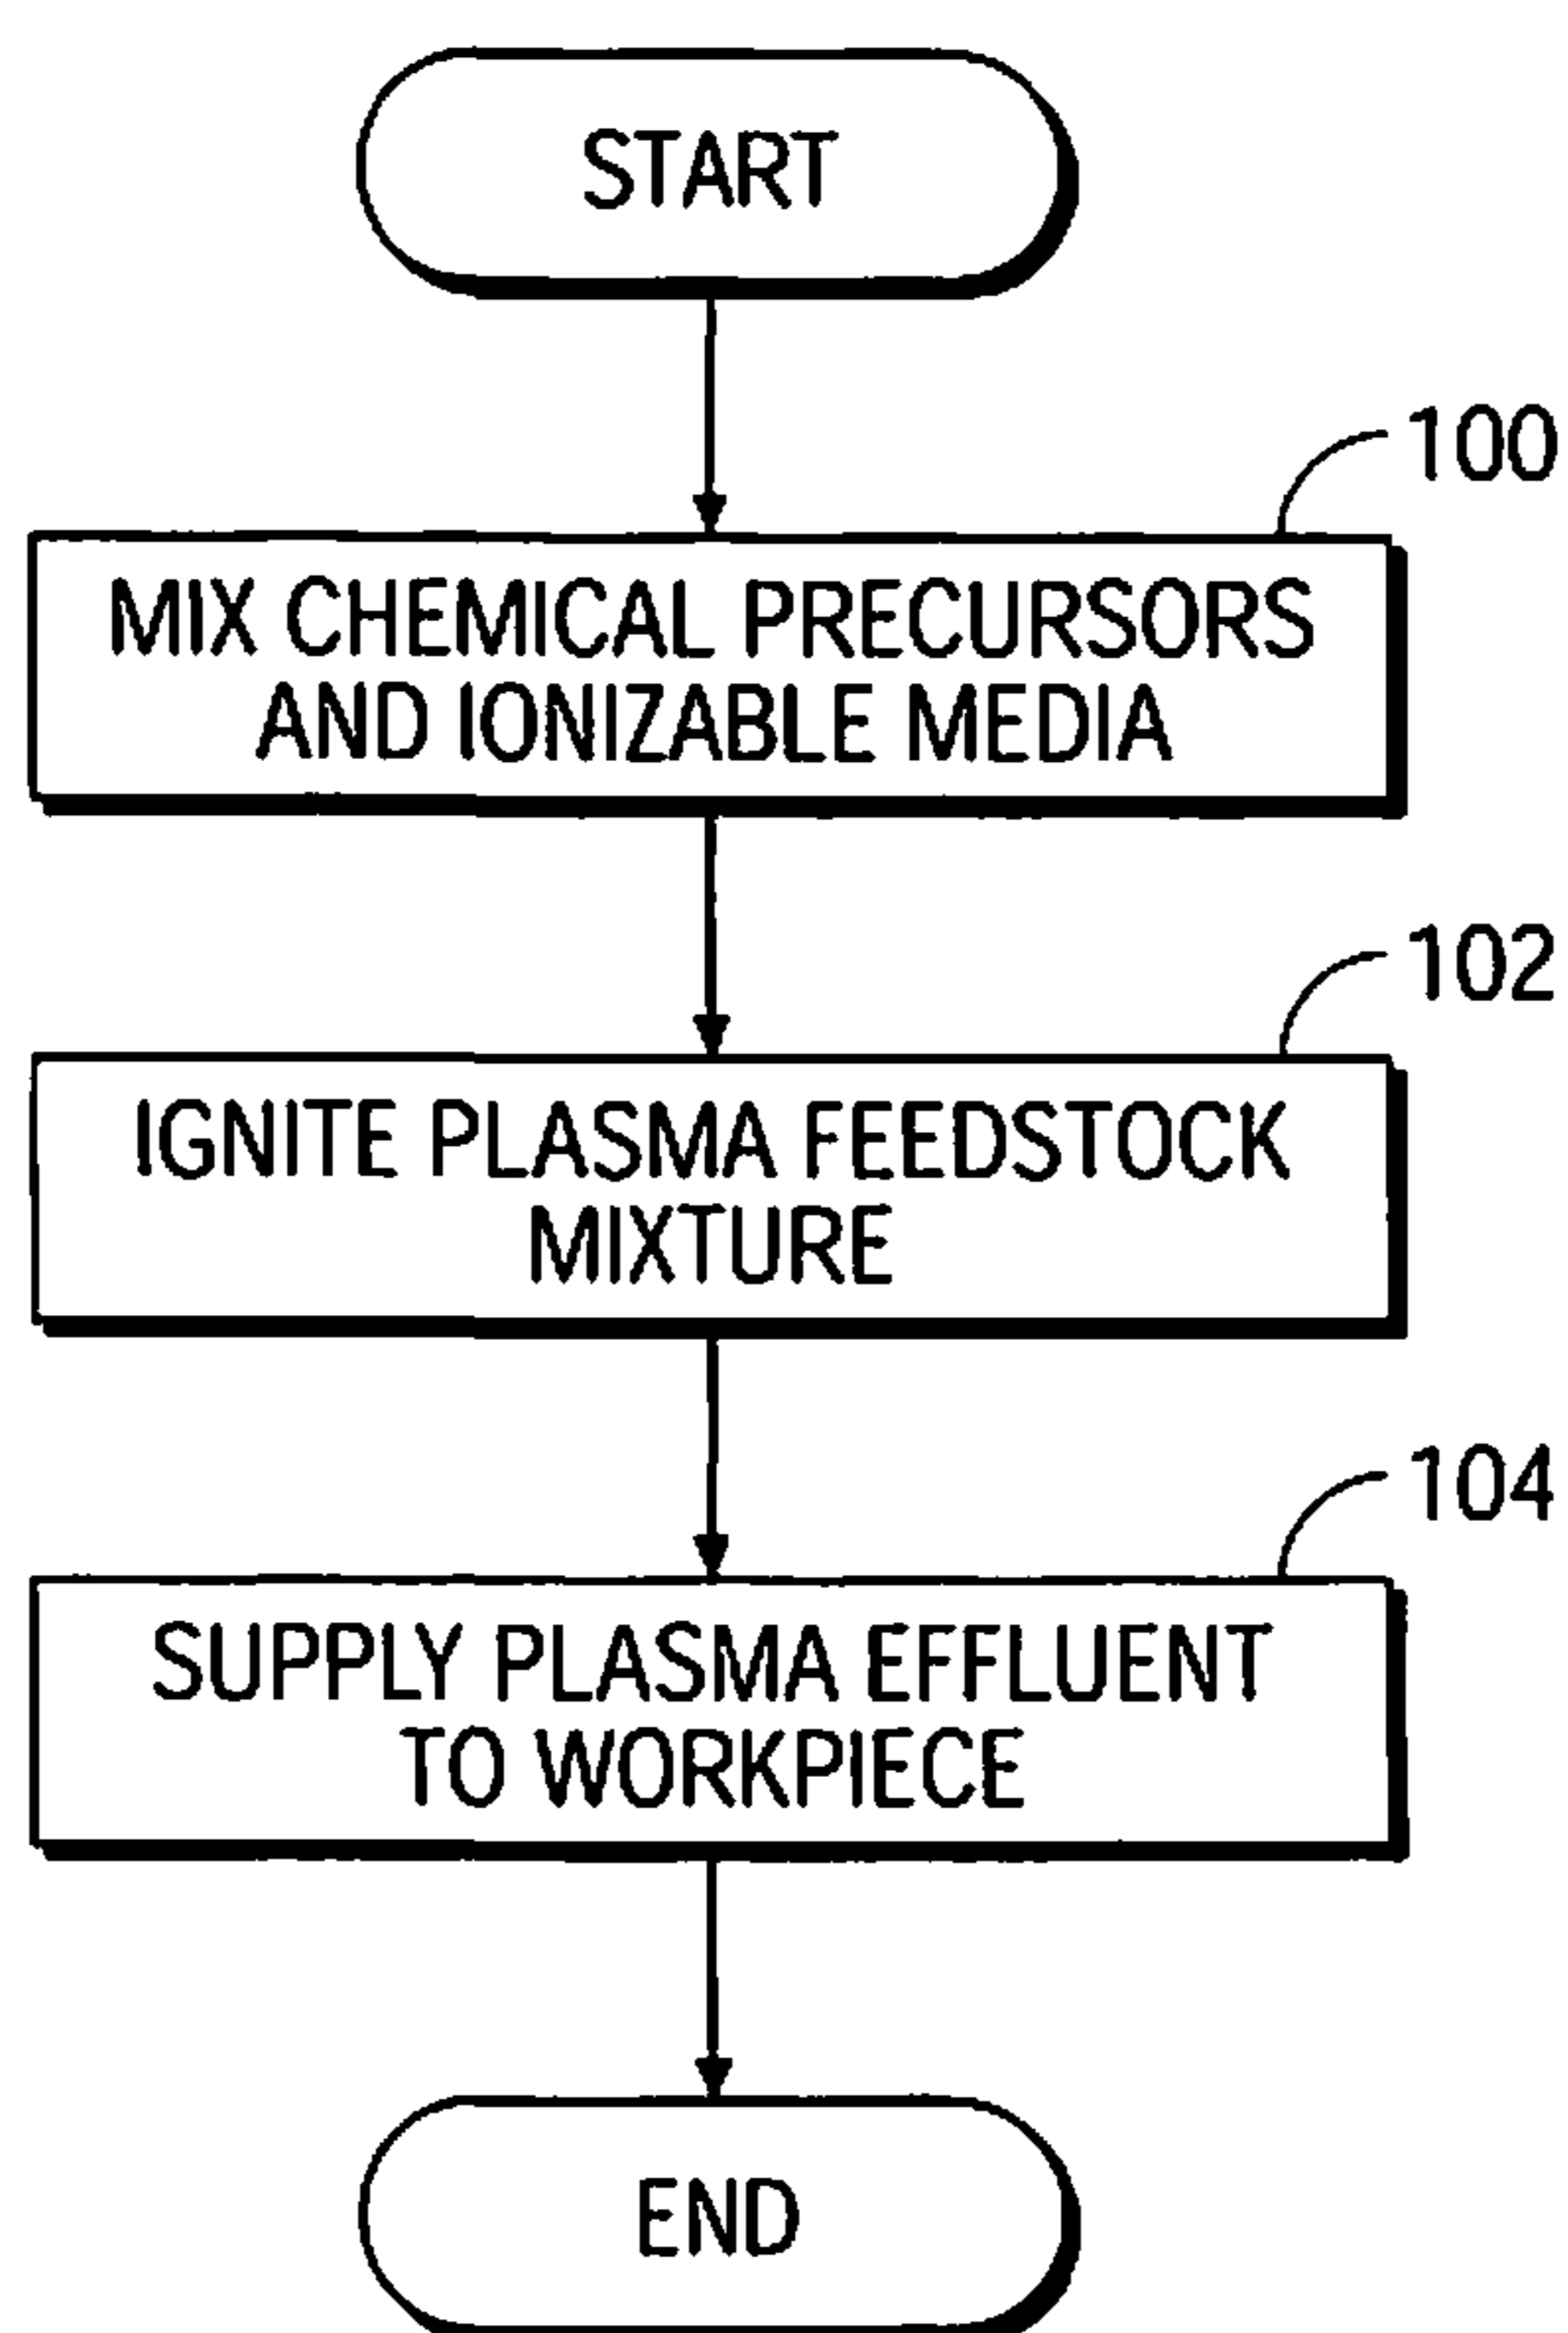 START
100
MIX CHEMICAL PRECURSORS
AND IONIZABLE MEDIA
102
IGNITE PLASMA FEEDSTOCK
MIXTURE
104
SUPPLY PLASMA EFFLUENT
TO WORKPIECE
END